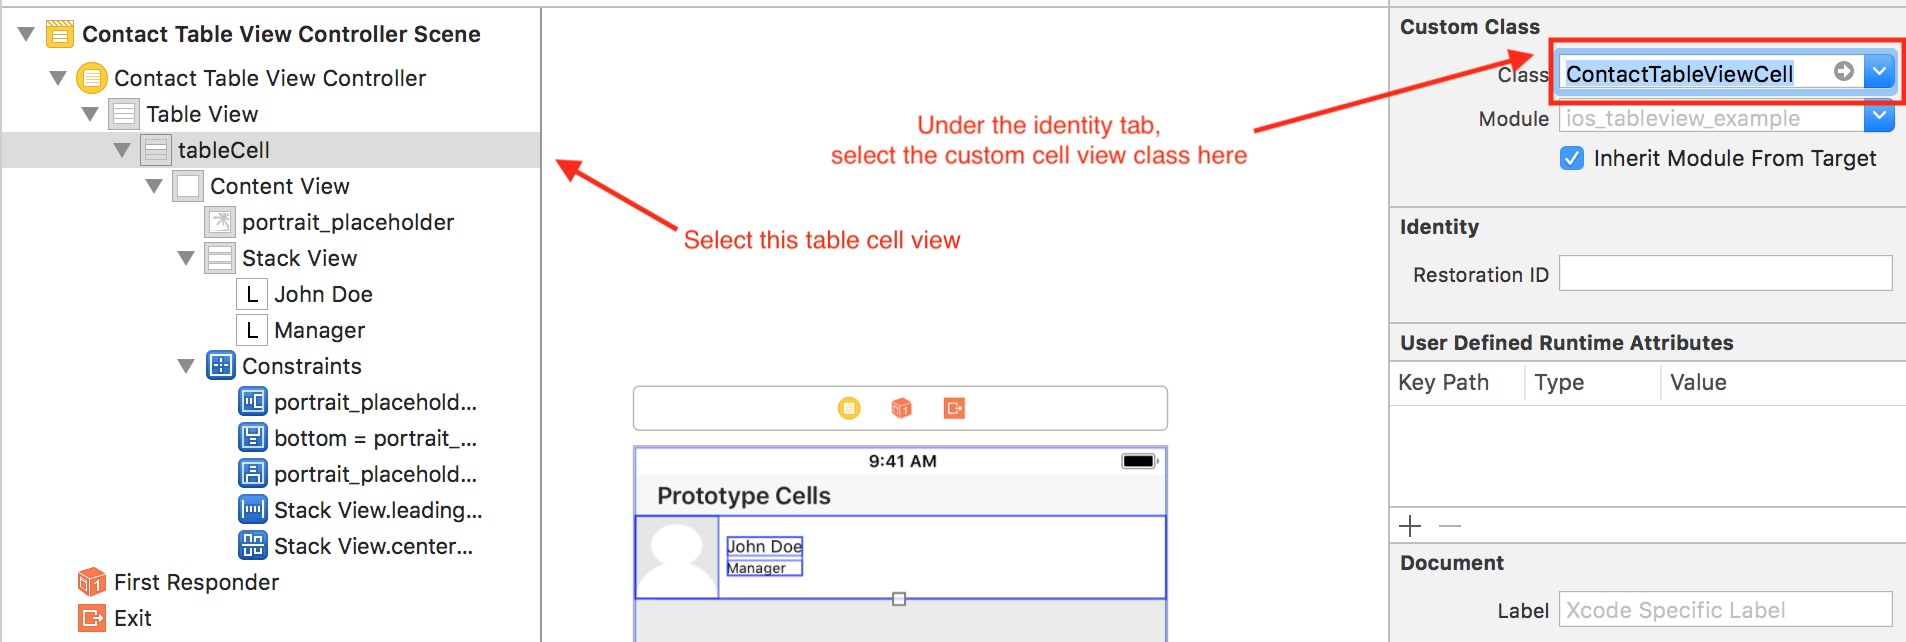 Contact Table View Controller Scene
Contact Table View Controller
Table View
tableCell
Content View
portrait_placeholder
Stack View
L John Doe
L Manager
Constraints
portrait_placehold...
bottom = portrait_...
portrait_placehold...
Stack View.leading...
Stack View.center...
First Responder
Exit
Under the identity tab,
select the custom cell view class here
Select this table cell view
9:41 AM
Prototype Cells
John Doe
Manager
Custom Class
Class ContactTableViewCell
Module ios_tableview_example
Inherit Module From Target
Identity
Restoration ID
User Defined Runtime Attributes
Key Path Type Value
Document
Label Xcode Specific Label